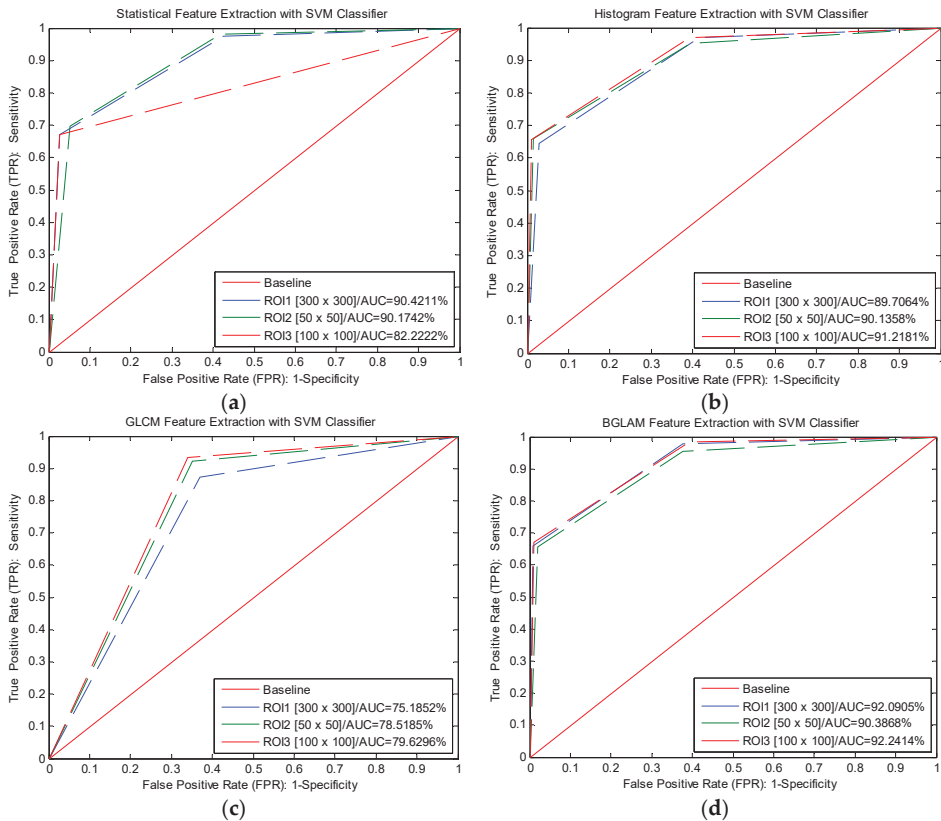 Statistical Feature Extraction with SVM Classifier
True Positive Rate (TPR): Sensitivity
1
0.9
0.8
0.7
0.6
0.5
0.4
0.3
0.2
0.1
0
Baseline
ROI1 [300 x 300]/AUC=90.4211%
ROI2 [50 x 50]/AUC=90.1742%
ROI3 [100 x 100]/AUC=82.2222%
0 0.1 0.2 0.3 0.4 0.5 0.6 0.7 0.8 0.9 1
False Positive Rate (FPR): 1-Specificity
(a)
Histogram Feature Extraction with SVM Classifier
True Positive Rate (TPR): Sensitivity
1
0.9
0.8
0.7
0.6
0.5
0.4
0.3
0.2
0.1
0
Baseline
ROI1 [300 x 300]/AUC=89.7064%
ROI2 [50 x 50]/AUC=90.1358%
ROI3 [100 x 100]/AUC=91.2181%
0 0.1 0.2 0.3 0.4 0.5 0.6 0.7 0.8 0.9 1
False Positive Rate (FPR): 1-Specificity
(b)
GLCM Feature Extraction with SVM Classifier
True Positive Rate (TPR): Sensitivity
1
0.9
0.8
0.7
0.6
0.5
0.4
0.3
0.2
0.1
0
Baseline
ROI1 [300 x 300]/AUC=75.1852%
ROI2 [50 x 50]/AUC=78.5185%
ROI3 [100 x 100]/AUC=79.6296%
0 0.1 0.2 0.3 0.4 0.5 0.6 0.7 0.8 0.9 1
False Positive Rate (FPR): 1-Specificity
(c)
BGLAM Feature Extraction with SVM Classifier
True Positive Rate (TPR): Sensitivity
1
0.9
0.8
0.7
0.6
0.5
0.4
0.3
0.2
0.1
0
Baseline
ROI1 [300 x 300]/AUC=92.0905%
ROI2 [50 x 50]/AUC=90.3868%
ROI3 [100 x 100]/AUC=92.2414%
0 0.1 0.2 0.3 0.4 0.5 0.6 0.7 0.8 0.9 1
False Positive Rate (FPR): 1-Specificity
(d)